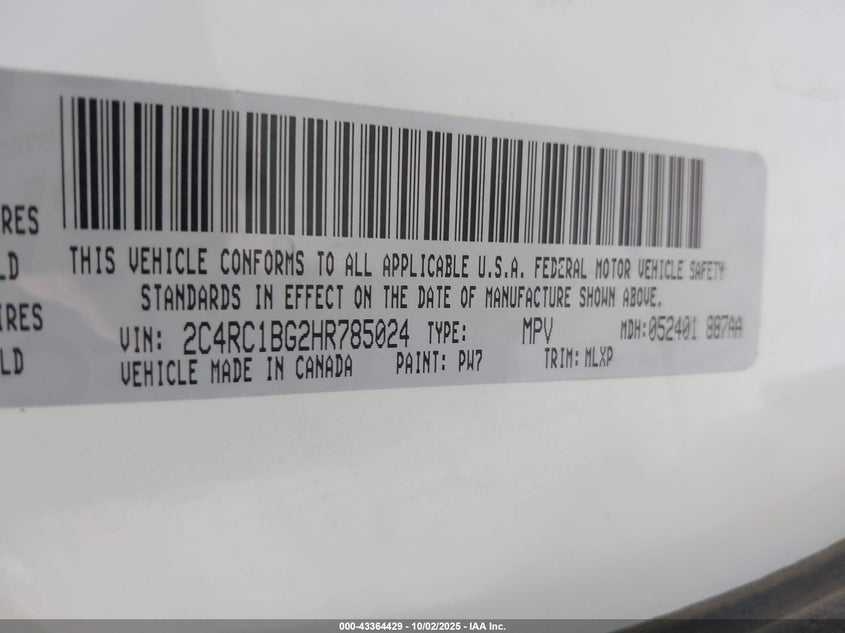 RES
LD
IRES
LD
THIS VEHICLE CONFORMS TO ALL APPLICABLE U.S.A. FEDERAL MOTOR VEHICLE SAFETY
STANDARDS IN EFFECT ON THE DATE OF MANUFACTURE SHOWN ABOVE.
VIN: 2C4RC1BG2HR785024 TYPE: MPV MDH:052401 887AA
VEHICLE MADE IN CANADA PAINT: PW7 TRIM: MLXP
000-43364429 - 10/02/2025 - IAA Inc.